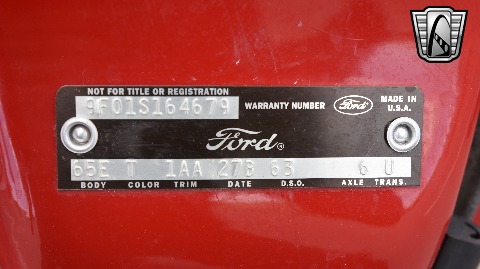 NOT FOR TITLE OR REGISTRATION
9F01S164679 WARRANTY NUMBER Ford MADE IN U.S.A.
Ford®
65E T 1AA 27B 63 6 U
BODY COLOR TRIM DATE D.S.O. AXLE TRANS.